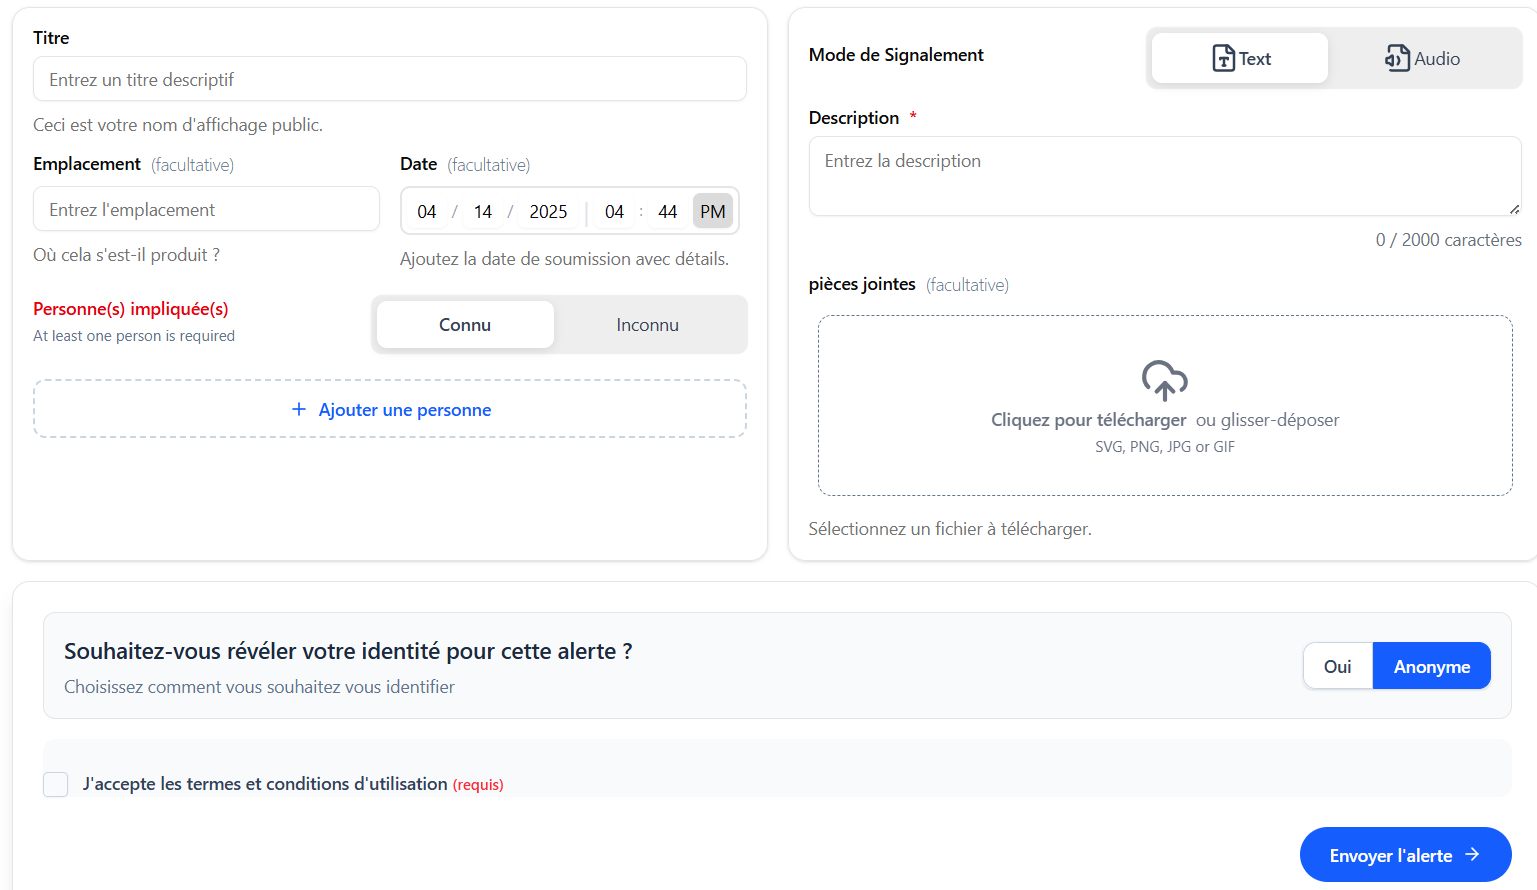 Titre
Entrez un titre descriptif
Ceci est votre nom d'affichage public.
Emplacement (facultative)
Entrez l'emplacement
Où cela s'est-il produit ?
Date (facultative)
04 / 14 / 2025 04 : 44 PM
Ajoutez la date de soumission avec détails.
Personne(s) impliquée(s)
At least one person is required
Connu
Inconnu
+ Ajouter une personne
Mode de Signalement
Text
Audio
Description *
Entrez la description
0 / 2000 caractères
pièces jointes (facultative)
Cliquez pour télécharger ou glisser-déposer
SVG, PNG, JPG or GIF
Sélectionnez un fichier à télécharger.
Souhaitez-vous révéler votre identité pour cette alerte ?
Choisissez comment vous souhaitez vous identifier
Oui
Anonyme
J'accepte les termes et conditions d'utilisation (requis)
Envoyer l'alerte →